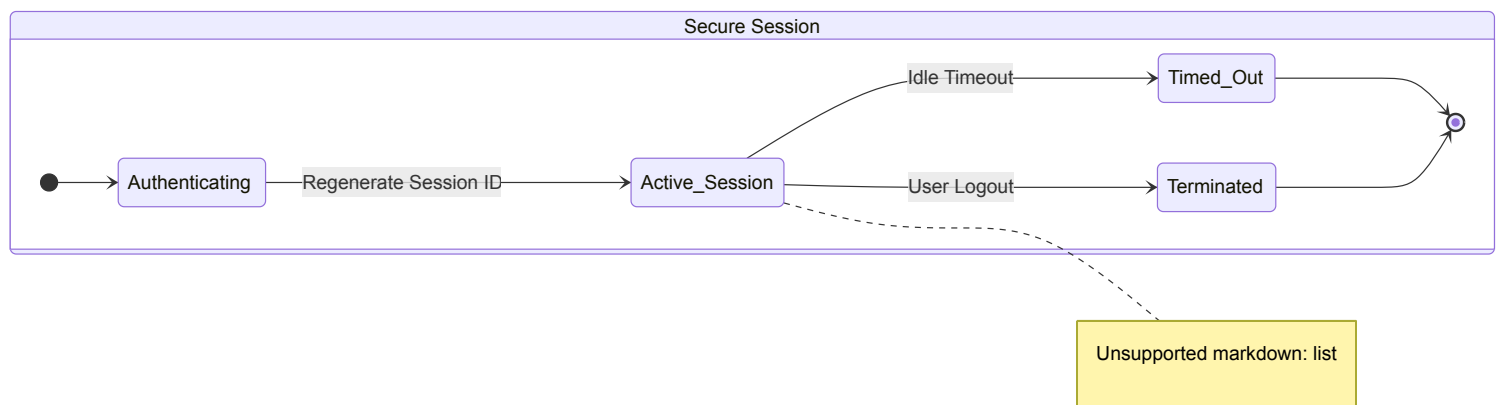 Secure Session
Idle Timeout
Timed_Out
Authenticating
Regenerate Session ID
Active_Session
User Logout
Terminated
Unsupported markdown: list